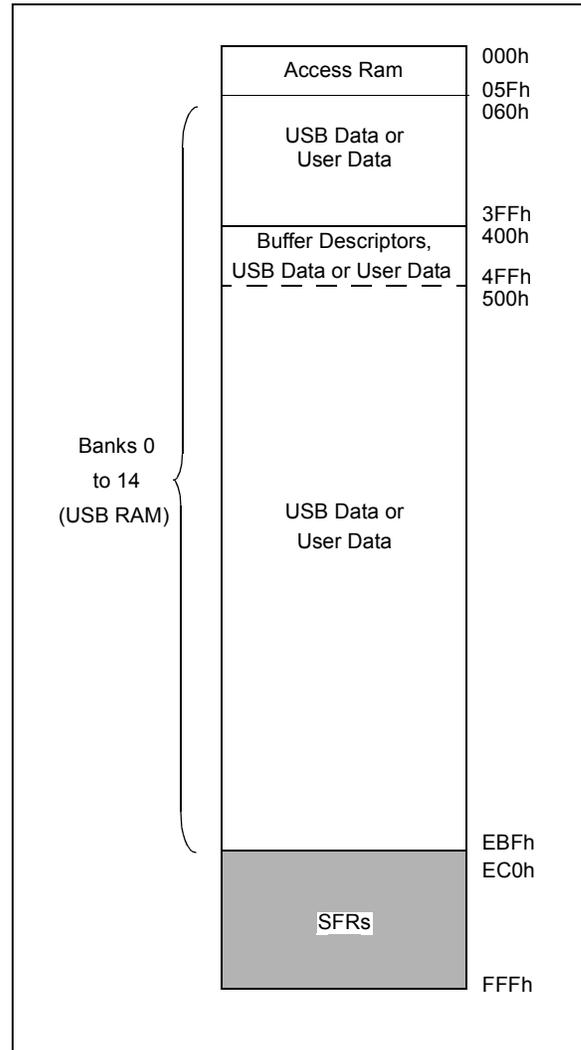 000h
Access Ram
05Fh
060h
USB Data or
User Data
3FFh
400h
Buffer Descriptors,
USB Data or User Data
4FFh
500h
Banks 0
to 14
(USB RAM)
USB Data or
User Data
EBFh
EC0h
SFRs
FFFh